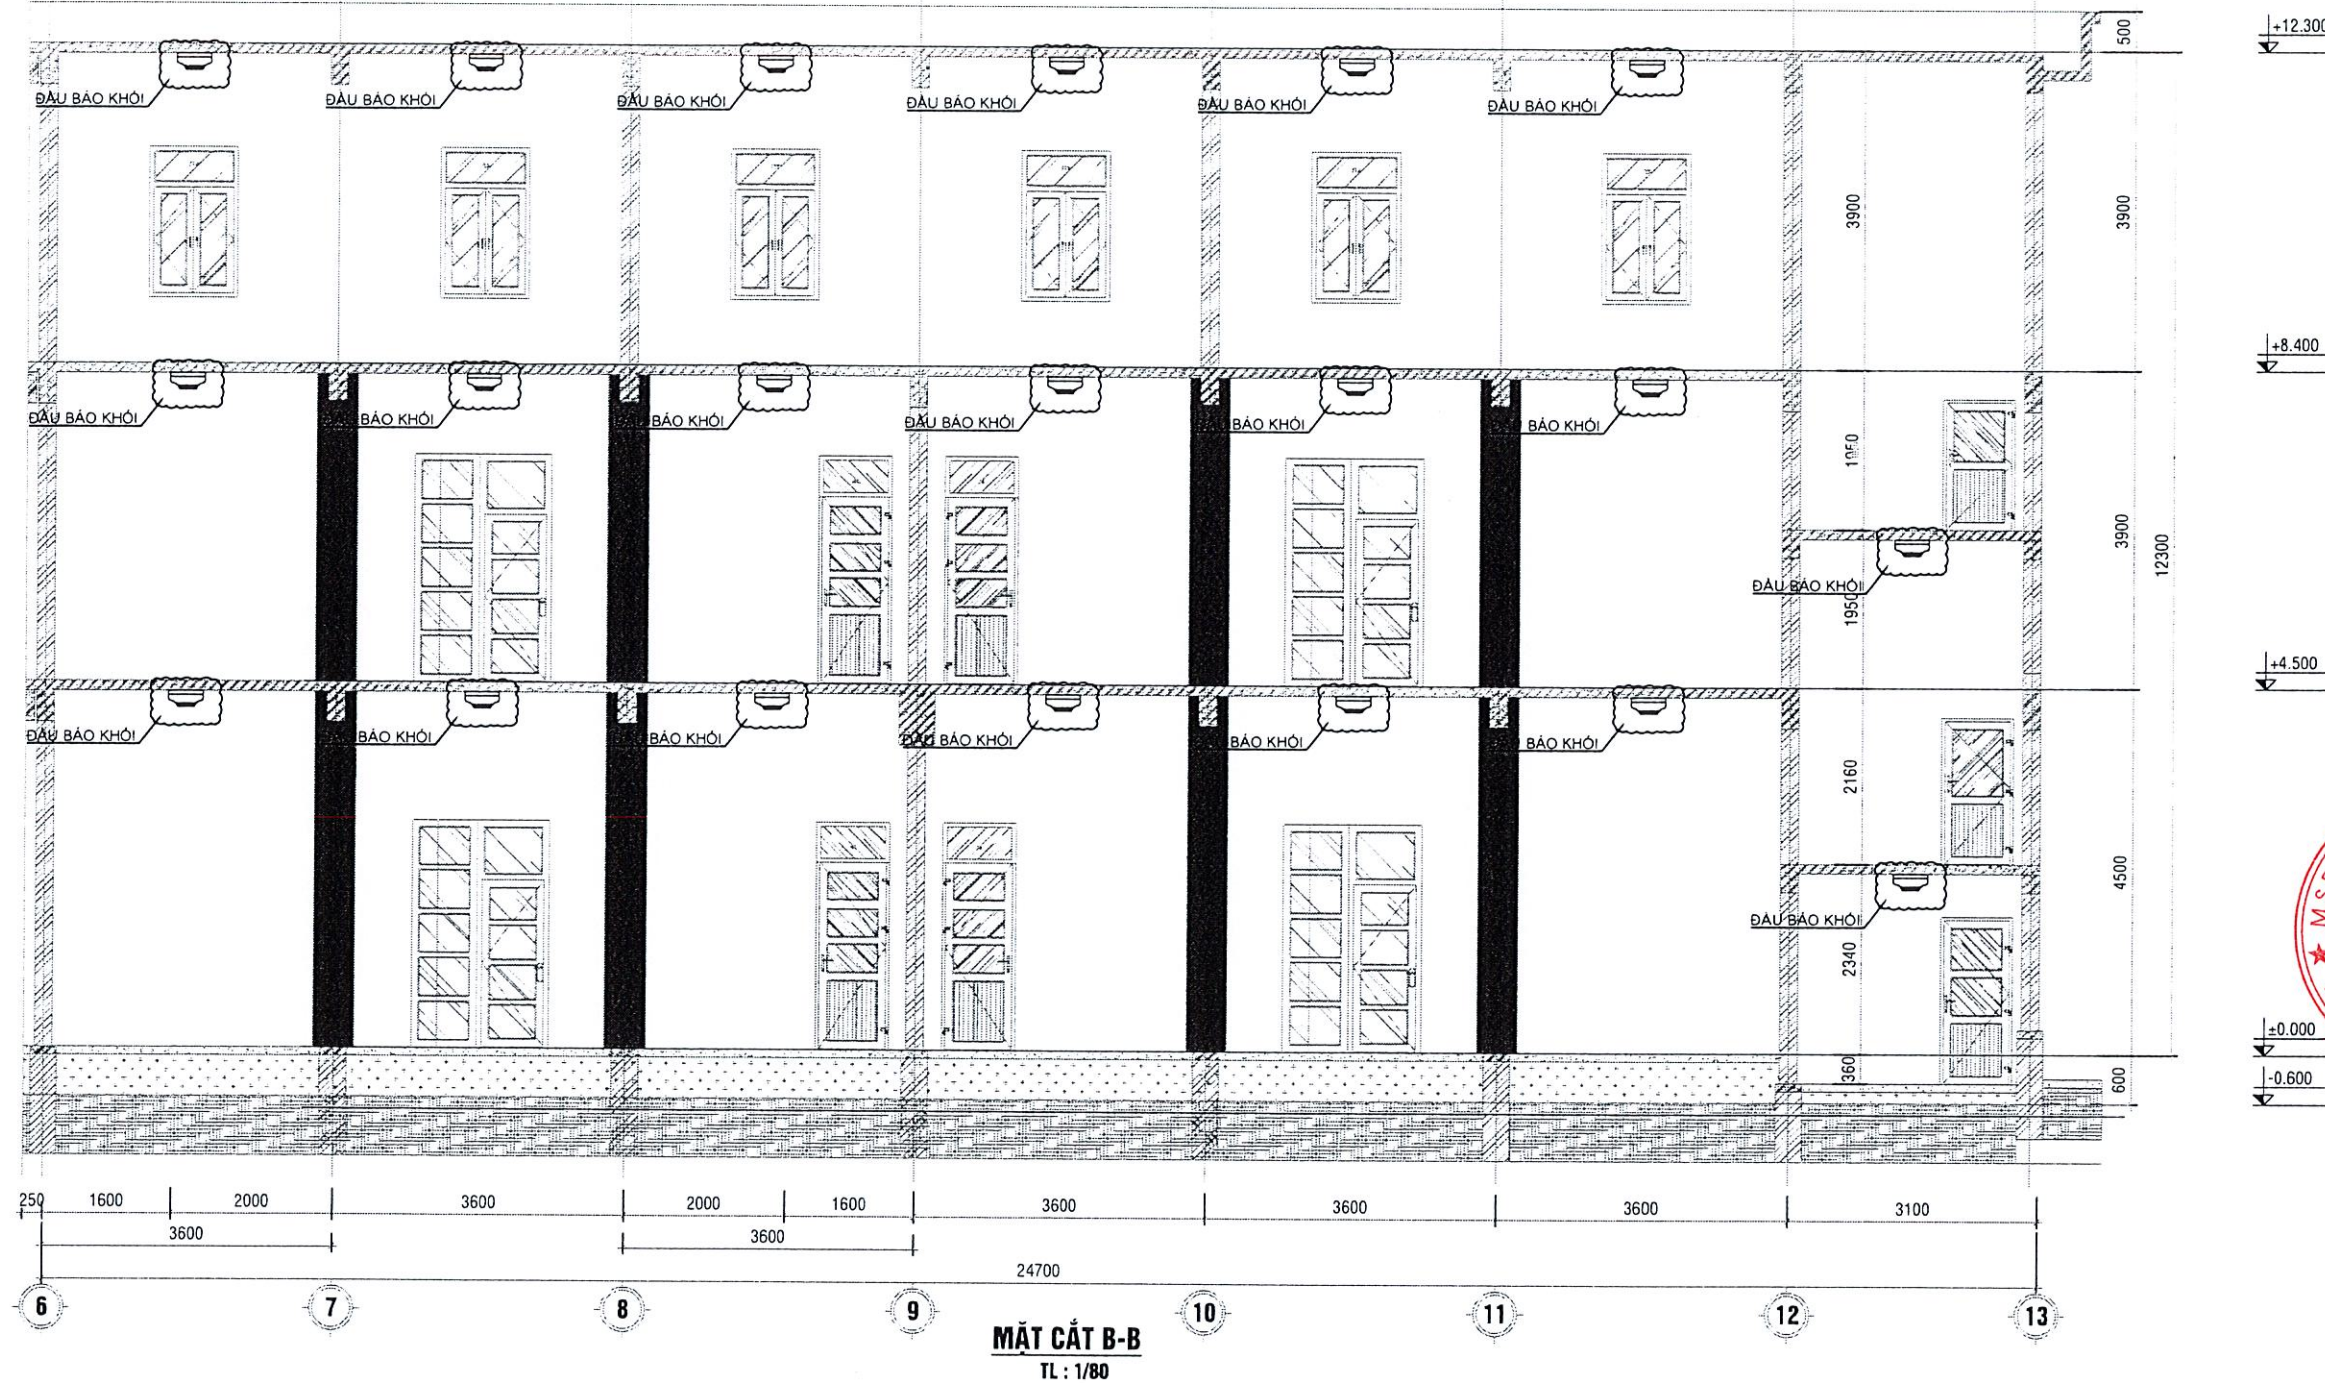 500
+12.300
ĐẦU BÁO KHÓI
ĐẦU BÁO KHÓI
ĐẦU BÁO KHÓI
ĐẦU BÁO KHÓI
ĐẦU BÁO KHÓI
ĐẦU BÁO KHÓI
3900
3900
+8.400
ĐẦU BÁO KHÓI
BÁO KHÓI
BÁO KHÓI
ĐẦU BÁO KHÓI
BÁO KHÓI
BÁO KHÓI
3900
12300
ĐẦU BÁO KHÓI
1950
+4.500
ĐẦU BÁO KHÓI
BÁO KHÓI
BÁO KHÓI
ĐẦU BÁO KHÓI
BÁO KHÓI
BÁO KHÓI
2160
4500
ĐẦU BÁO KHÓI
2340
±0.000
360
600
-0.600
250 1600 2000 3600 2000 1600 3600 3600 3600 3100
3600 3600
24700
6 7 8 9 10 11 12 13
MẶT CẮT B-B
TL : 1/80